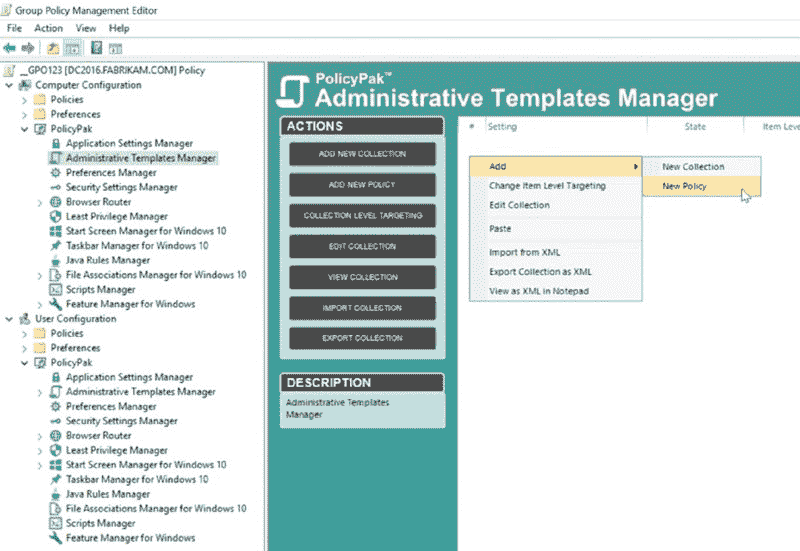 Group Policy Management Editor
File Action View Help
_GPO123 [DC2016.FABRIKAM.COM] Policy
Computer Configuration
Policies
Preferences
PolicyPak
Application Settings Manager
Administrative Templates Manager
Preferences Manager
Security Settings Manager
Browser Router
Least Privilege Manager
Start Screen Manager for Windows 10
Taskbar Manager for Windows 10
Java Rules Manager
File Associations Manager for Windows 10
Scripts Manager
Feature Manager for Windows
User Configuration
Policies
Preferences
PolicyPak
Application Settings Manager
Administrative Templates Manager
Preferences Manager
Security Settings Manager
Browser Router
Least Privilege Manager
Start Screen Manager for Windows 10
Taskbar Manager for Windows 10
Java Rules Manager
File Associations Manager for Windows 10
Scripts Manager
Feature Manager for Windows
PolicyPak™
Administrative Templates Manager
ACTIONS
ADD NEW COLLECTION
ADD NEW POLICY
COLLECTION LEVEL TARGETING
EDIT COLLECTION
VIEW COLLECTION
IMPORT COLLECTION
EXPORT COLLECTION
DESCRIPTION
Administrative Templates
Manager
# Setting State Item Leve
Add
Change Item Level Targeting
Edit Collection
Paste
Import from XML
Export Collection as XML
View as XML in Notepad
New Collection
New Policy